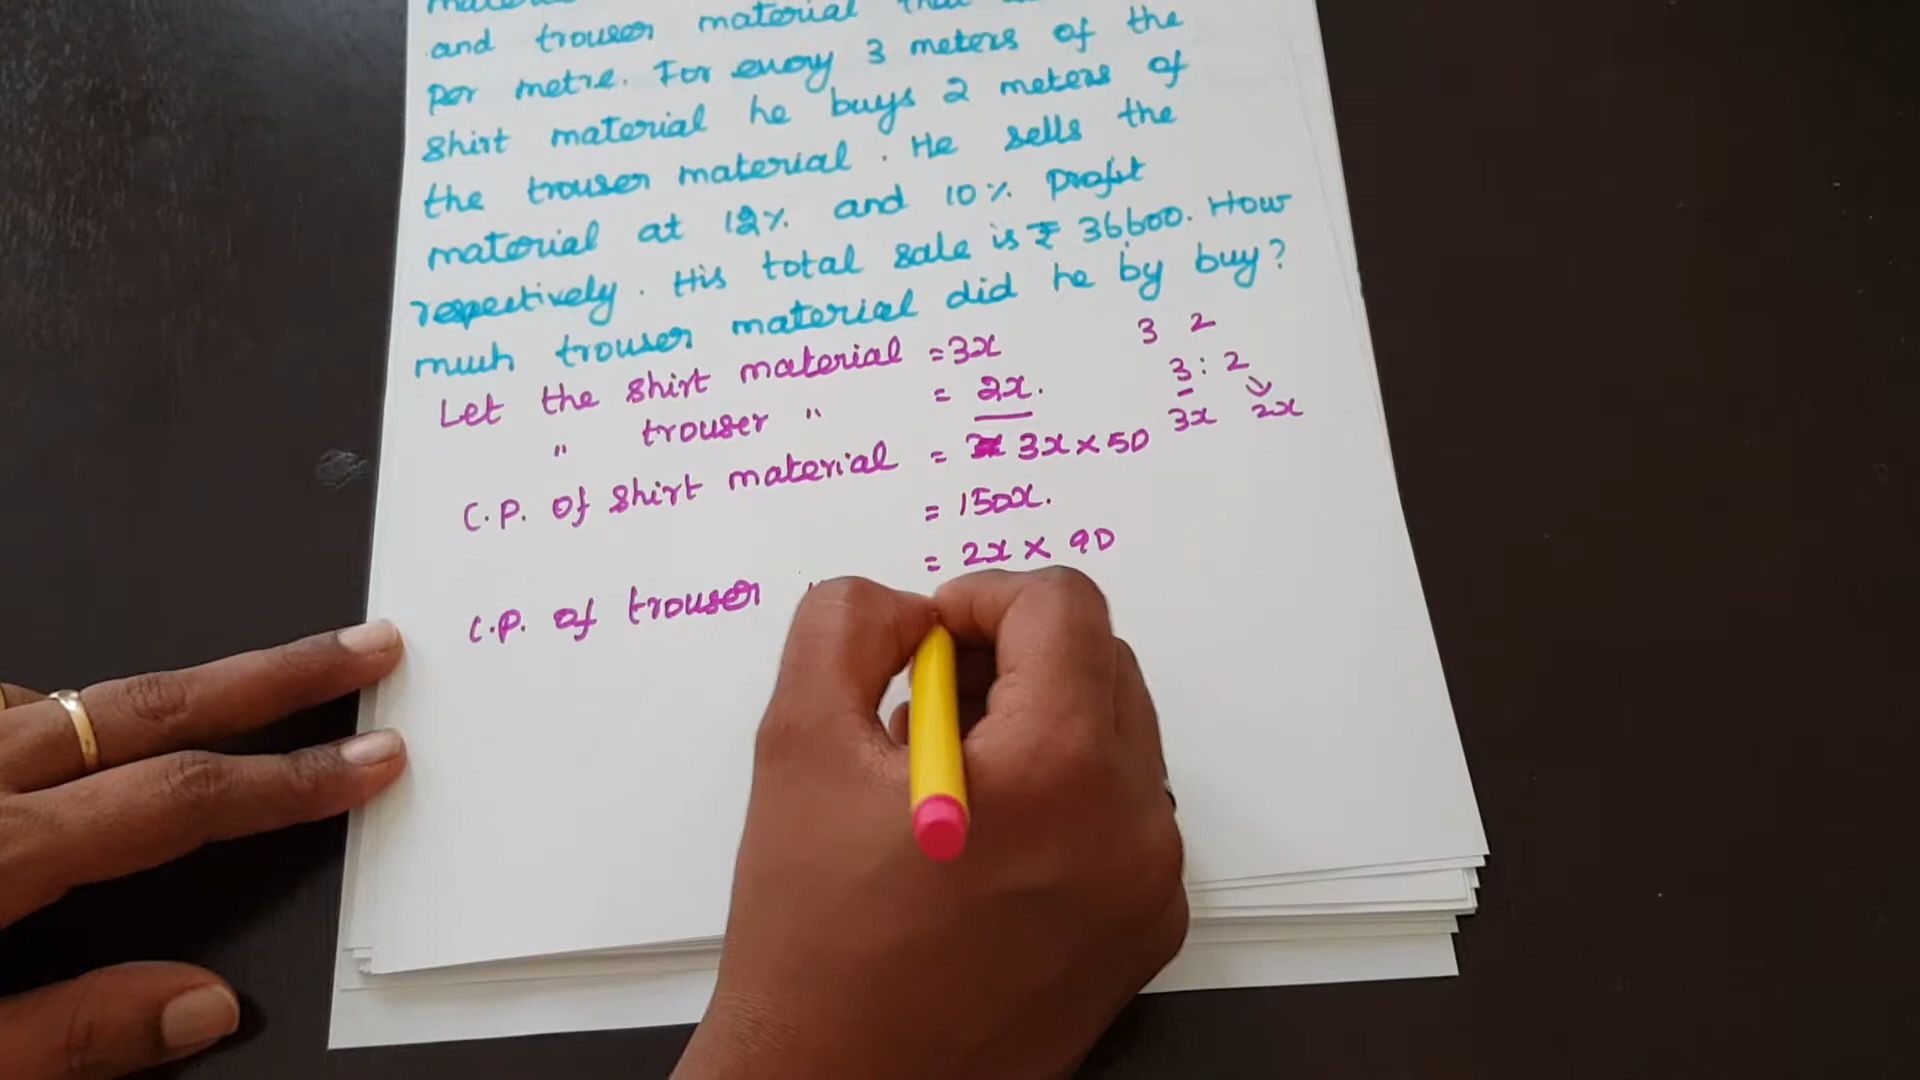 and trouser material that
per metre. For every 3 meters of the
shirt material he buys 2 meters of
the trouser material. He sells the
material at 12% and 10% profit
respectively. His total sale is ₹ 36600. How
much trouser material did he by buy?
Let the shirt material = 3x
" trouser " = 2x.
3 2
3 : 2
3x 2x
C.P. of shirt material = 3x × 50
= 150x.
C.P. of trouser = 2x × 90